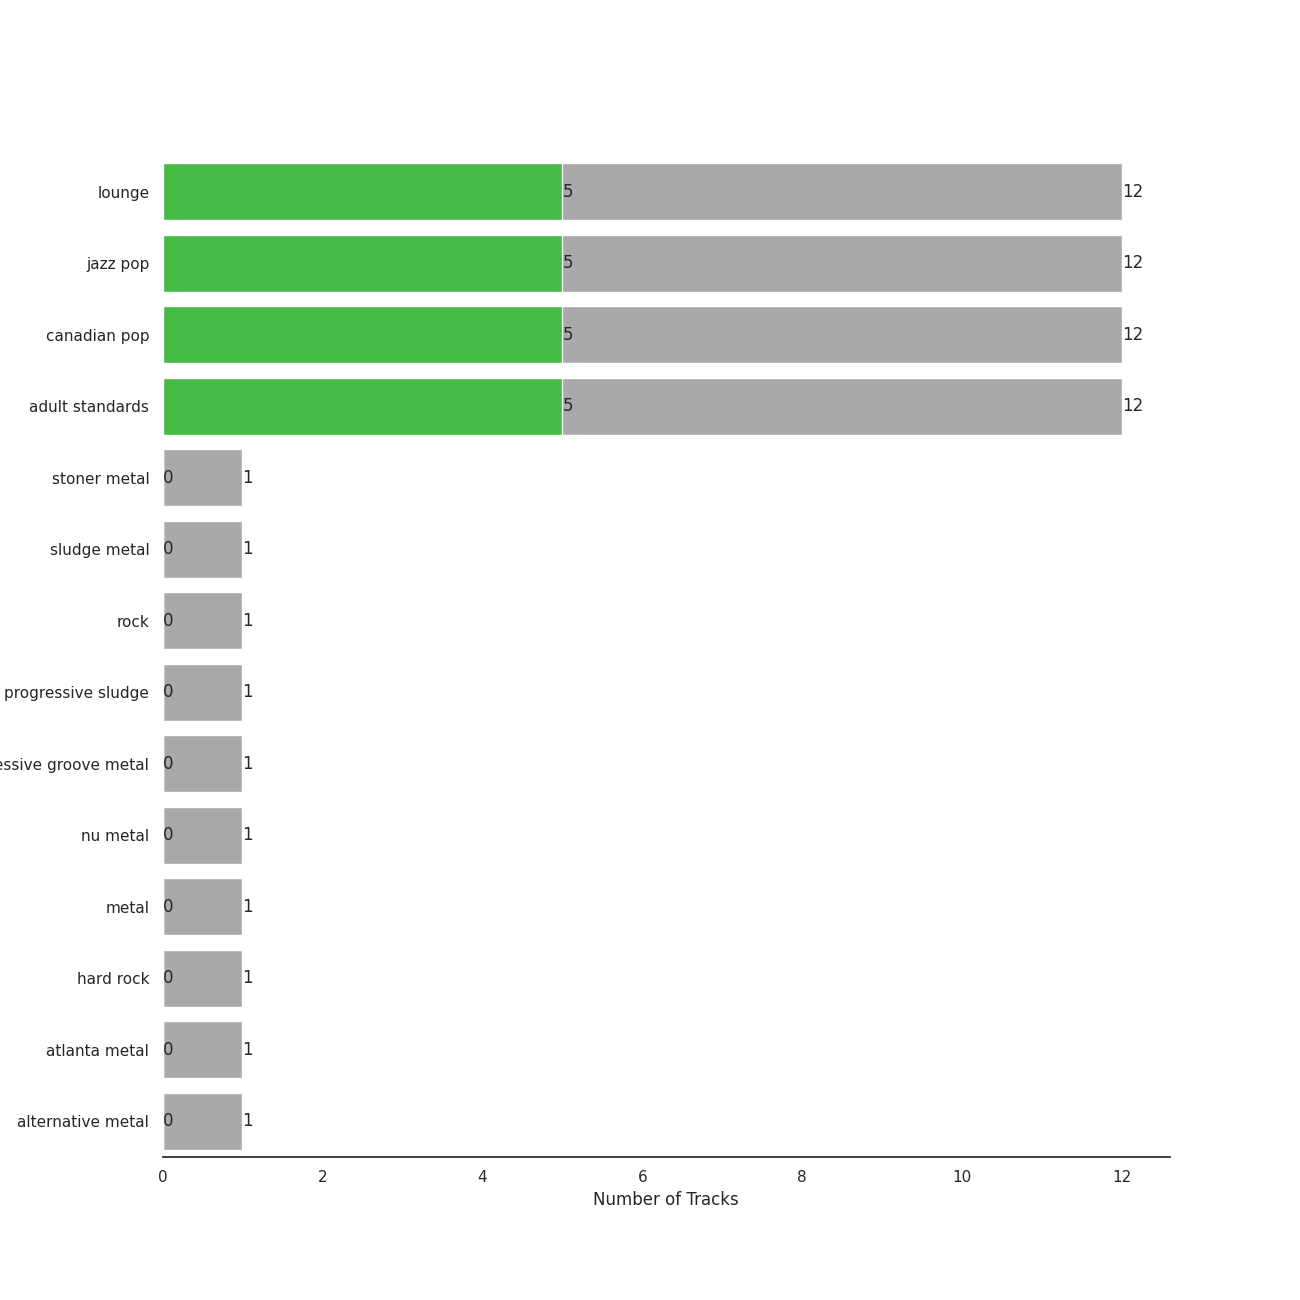 lounge 5 12
jazz pop 5 12
canadian pop 5 12
adult standards 5 12
stoner metal 0 1
sludge metal 0 1
rock 0 1
progressive sludge 0 1
groove metal 0 1
nu metal 0 1
metal 0 1
hard rock 0 1
atlanta metal 0 1
alternative metal 0 1
0 2 4 6 8 10 12
Number of Tracks